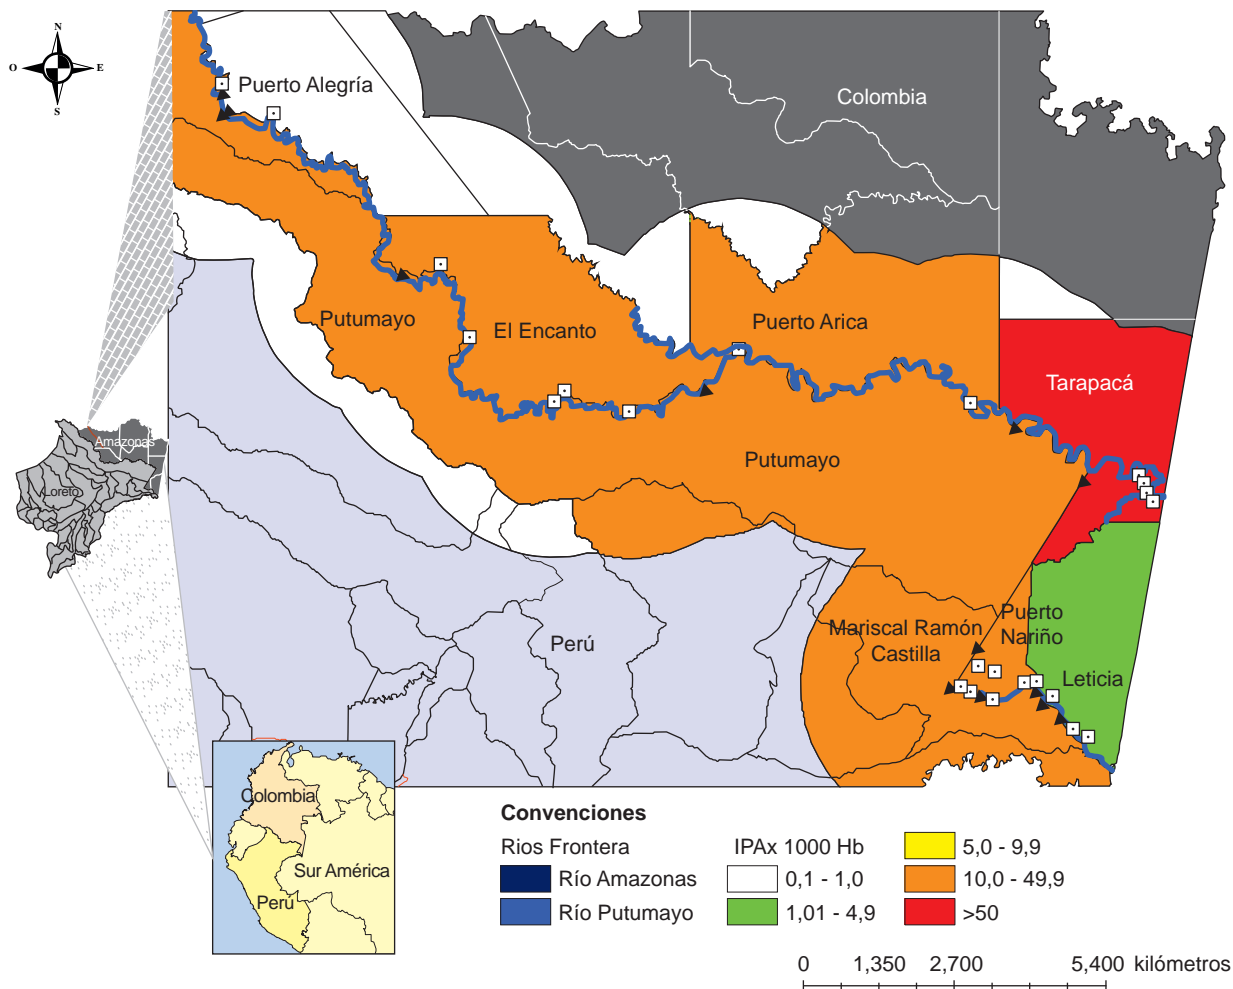 N
O
E
S
Puerto Alegría
Colombia
Putumayo
El Encanto
Puerto Arica
Tarapacá
Amazonas
Loreto
Putumayo
Mariscal Ramón
Castilla
Puerto
Nariño
Perú
Leticia
Colombia
Sur América
Perú
Convenciones
Rios Frontera
Río Amazonas
Río Putumayo
IPAx 1000 Hb
0,1 - 1,0
1,01 - 4,9
5,0 - 9,9
10,0 - 49,9
>50
0 1,350 2,700 5,400 kilómetros